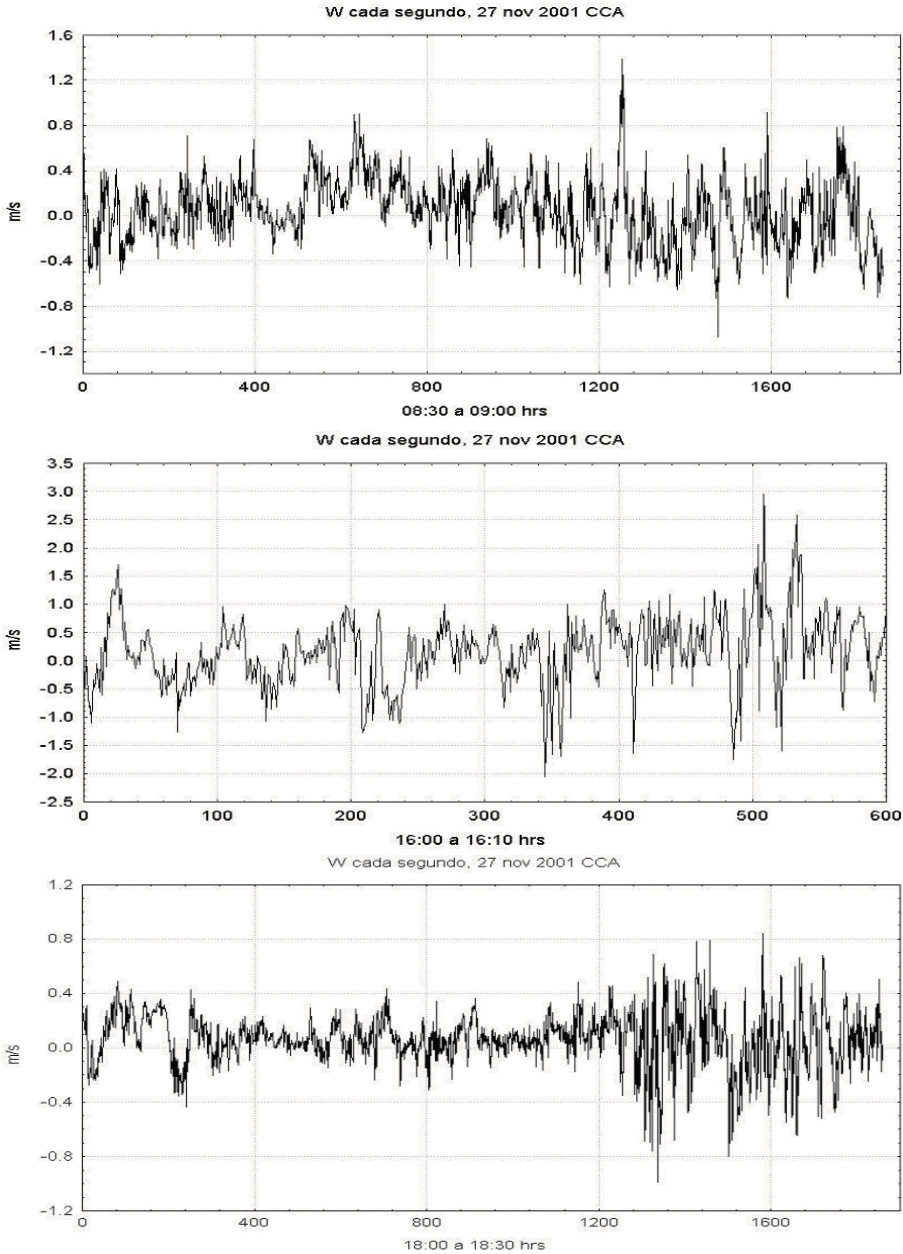 W cada segundo, 27 nov 2001 CCA
1.6
1.2
0.8
0.4
0.0
-0.4
-0.8
-1.2
m/s
0 400 800 1200 1600
08:30 a 09:00 hrs
W cada segundo, 27 nov 2001 CCA
3.5
3.0
2.5
2.0
1.5
1.0
0.5
0.0
-0.5
-1.0
-1.5
-2.0
-2.5
m/s
0 100 200 300 400 500 600
16:00 a 16:10 hrs
W cada segundo, 27 nov 2001 CCA
1.2
0.8
0.4
0.0
-0.4
-0.8
-1.2
m/s
0 400 800 1200 1600
18:00 a 18:30 hrs